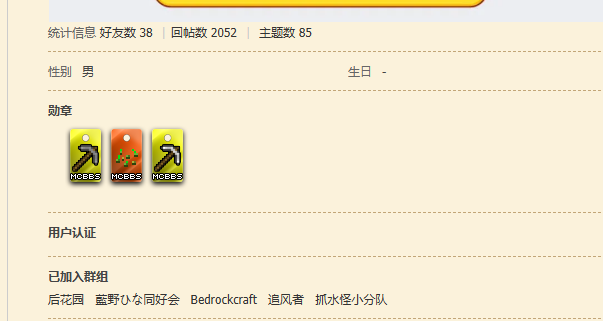 统计信息 好友数 38 | 回帖数 2052 | 主题数 85
性别 男 生日 -
勋章
MCBBS MCBBS MCBBS
用户认证
已加入群组
后花园 藍野ひな同好会 Bedrockcraft 追风者 抓水怪小分队